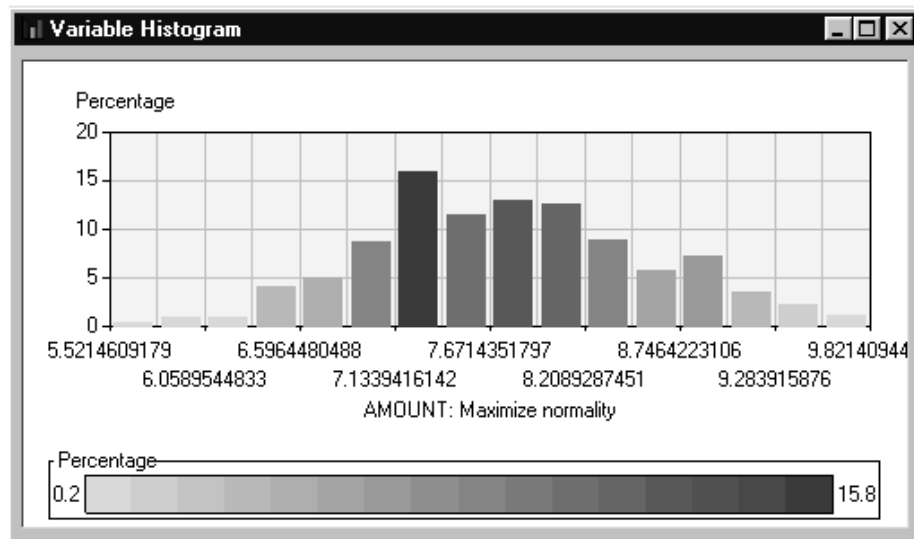 Variable Histogram
Percentage
20
15
10
5
0
5.5214609179 6.5964480488 7.6714351797 8.7464223106 9.82140944
6.0589544833 7.1339416142 8.2089287451 9.283915876
AMOUNT: Maximize normality
Percentage
0.2 15.8